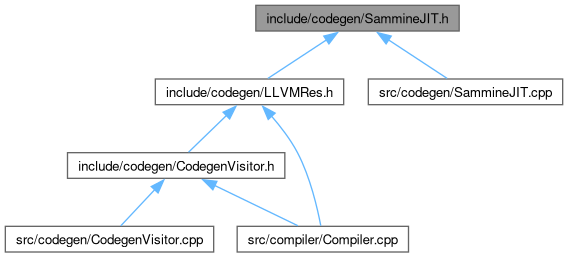 include/codegen/SammineJIT.h
include/codegen/LLVMRes.h
src/codegen/SammineJIT.cpp
include/codegen/CodegenVisitor.h
src/codegen/CodegenVisitor.cpp
src/compiler/Compiler.cpp